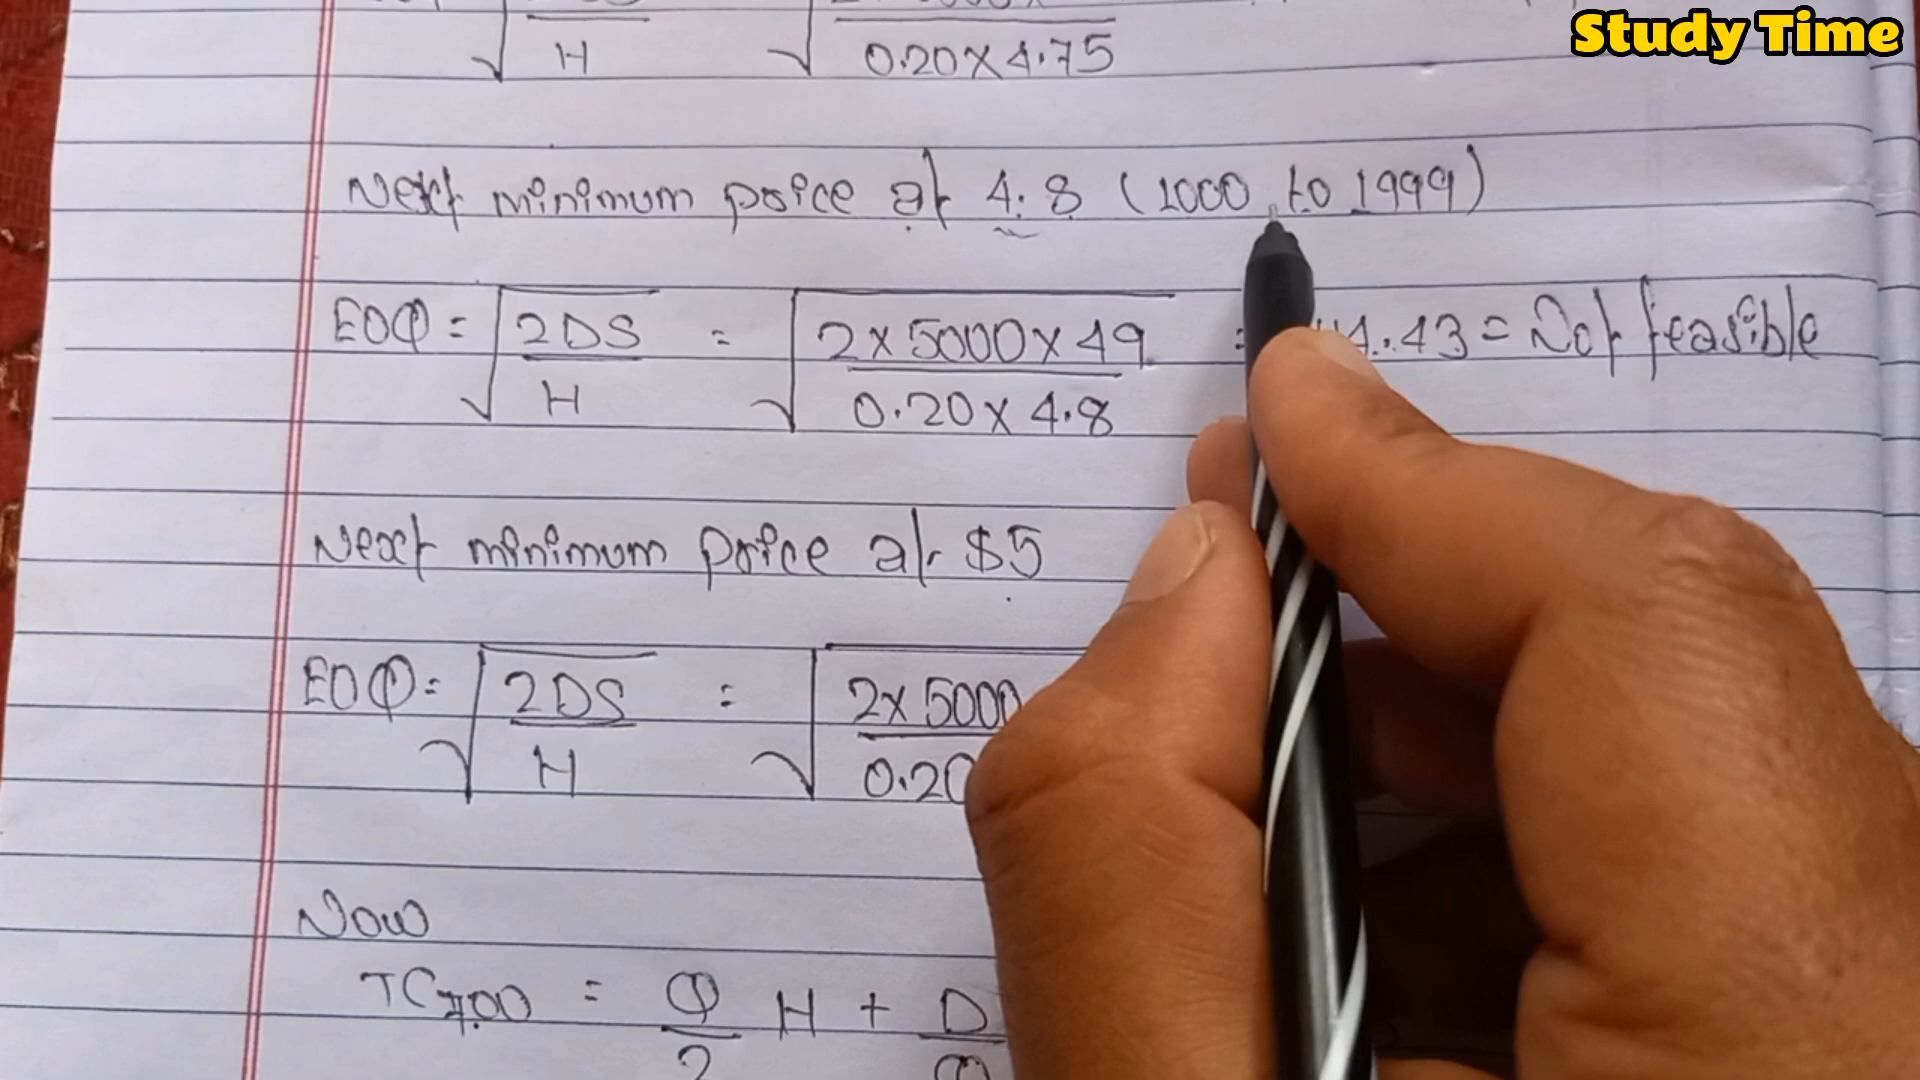 Study Time
H 0.20 x 4.75
Next minimum price at 4.8 (1000 to 1999)
EOQ = √ 2DS = √ 2 x 5000 x 49 = 4.43 = Not feasible
H 0.20 x 4.8
Next minimum price at $5
EOQ = √ 2DS = √ 2 x 5000
H 0.20
Now
TC700 = Q H + D
2 Q